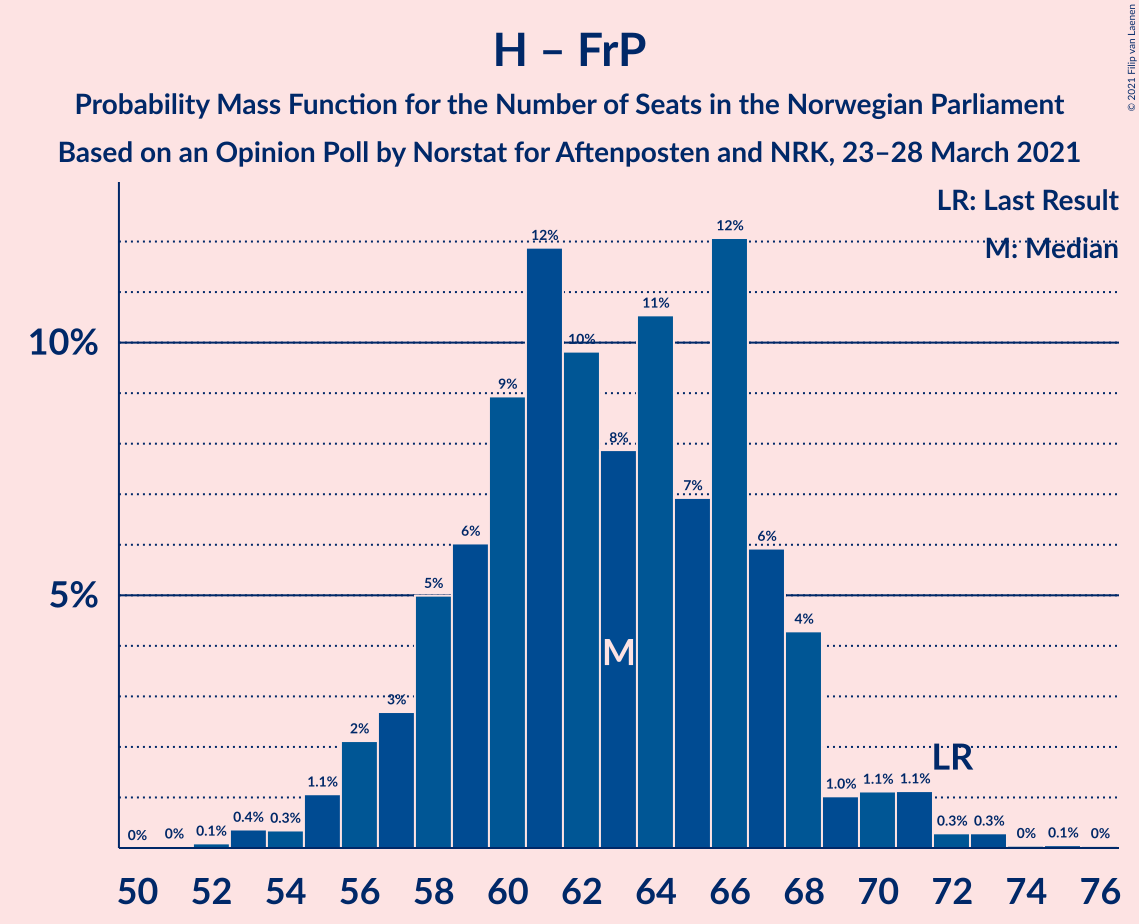 H – FrP
Probability Mass Function for the Number of Seats in the Norwegian Parliament
Based on an Opinion Poll by Norstat for Aftenposten and NRK, 23–28 March 2021
© 2021 Filip van Laenen
LR: Last Result
M: Median
10%
5%
0% 0% 0.1% 0.4% 0.3% 1.1% 2% 3% 5% 6% 9% 12% 10% 8% 11% 7% 12% 6% 4% 1.0% 1.1% 1.1% 0.3% 0.3% 0% 0.1% 0%
M
LR
50 52 54 56 58 60 62 64 66 68 70 72 74 76